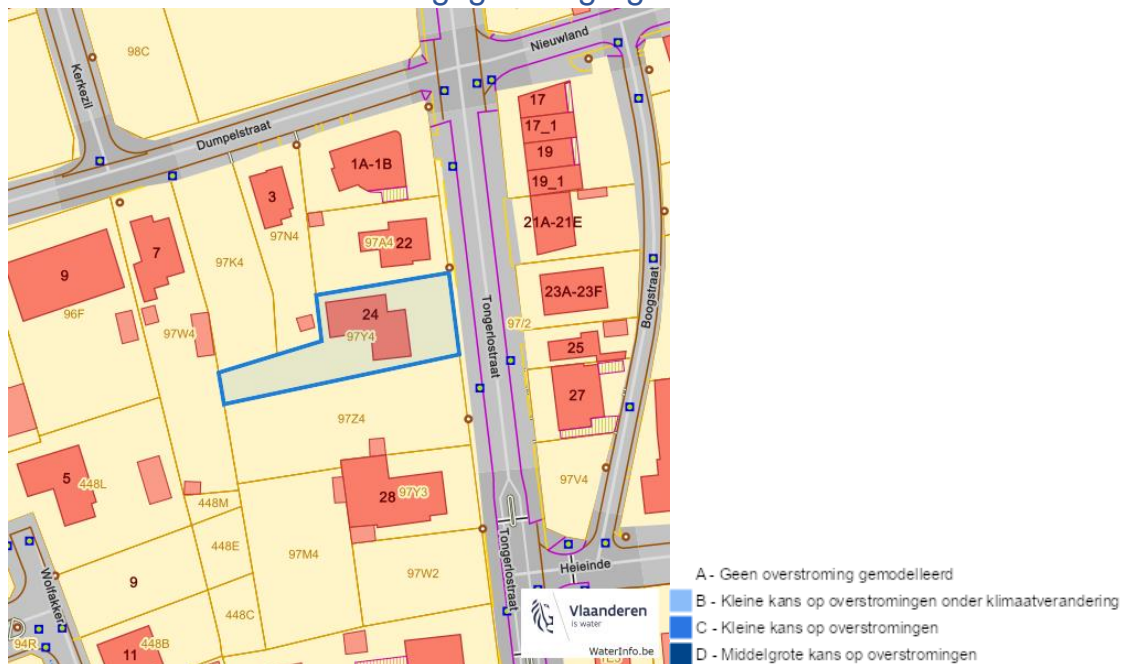 98C
Kerkezil
Nieuwland
Dumpelstraat
17
17_1
19
19_1
1A-1B
3
97N4
21A-21E
97A4 22
7
97K4
9
96F
23A-23F
Boogstraat
24
97Y4
Tongerlostraat
97/2
97W4
25
27
97Z4
5
448L
97V4
28 97Y3
448M
448E
97M4
Tongerlostraat
Heieinde
9
97W2
Wolfakker
448C
94R
11
448B
Vlaanderen
is water
WaterInfo.be
A - Geen overstroming gemodelleerd
B - Kleine kans op overstromingen onder klimaatverandering
C - Kleine kans op overstromingen
D - Middelgrote kans op overstromingen